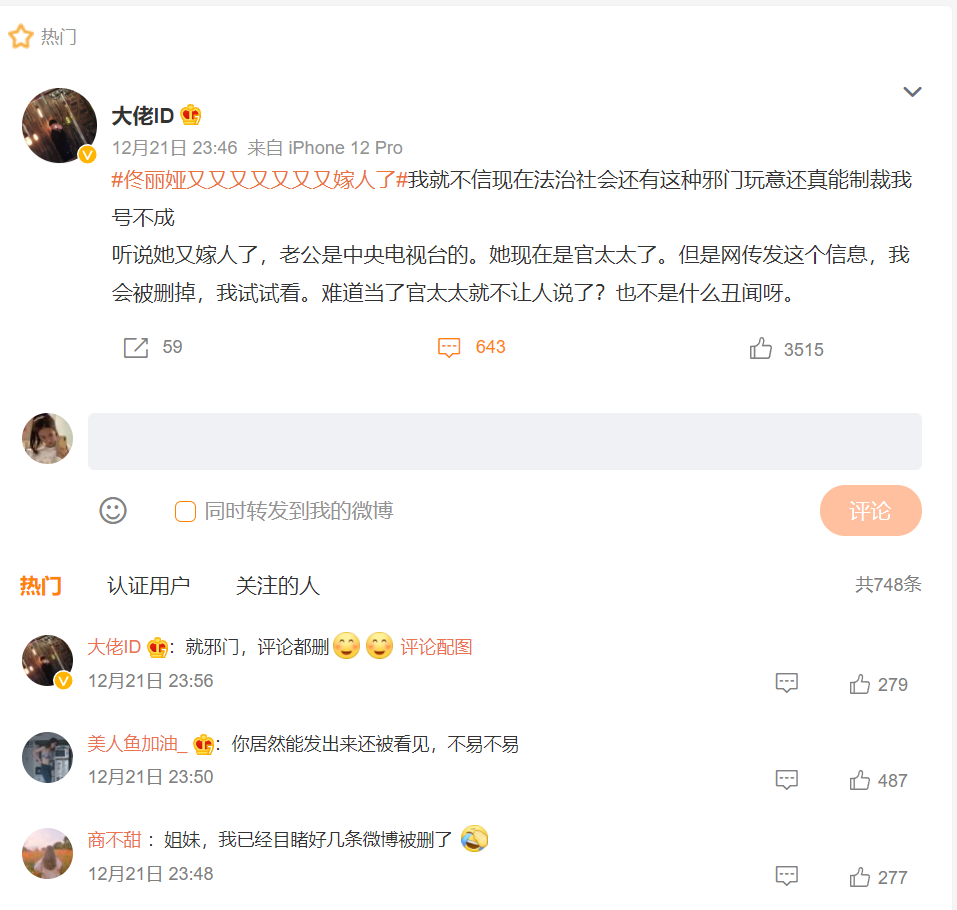 热门
大佬ID
12月21日 23:46 来自 iPhone 12 Pro
#佟丽娅又又又又又又又嫁人了#我就不信现在法治社会还有这种邪门玩意还真能制裁我
号不成
听说她又嫁人了，老公是中央电视台的。她现在是官太太了。但是网传发这个信息，我
会被删掉，我试试看。难道当了官太太就不让人说了？也不是什么丑闻呀。
59 643 3515
同时转发到我的微博 评论
热门 认证用户 关注的人 共748条
大佬ID：就邪门，评论都删 评论配图
12月21日 23:56 279
美人鱼加油_：你居然能发出来还被看见，不易不易
12月21日 23:50 487
商不甜：姐妹，我已经目睹好几条微博被删了
12月21日 23:48 277